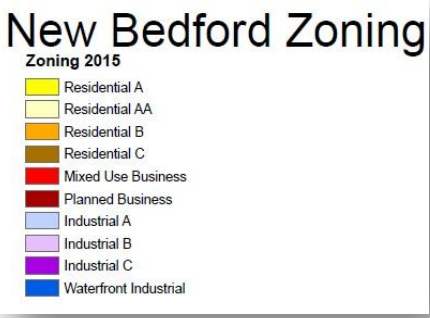 New Bedford Zoning
Zoning 2015
Residential A
Residential AA
Residential B
Residential C
Mixed Use Business
Planned Business
Industrial A
Industrial B
Industrial C
Waterfront Industrial